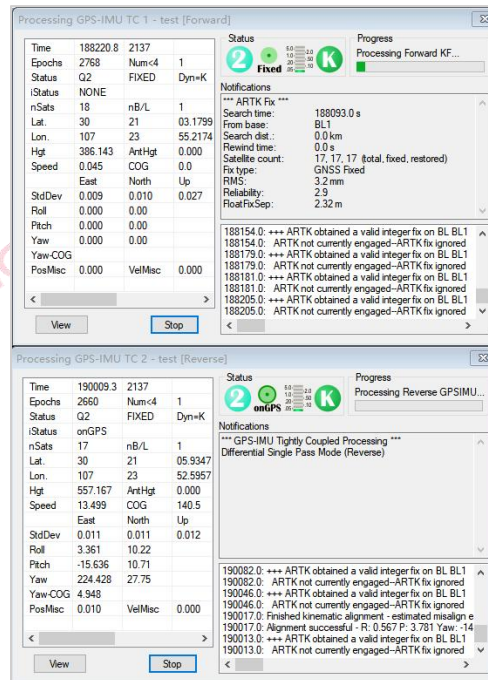 Processing GPS-IMU TC 1 - test [Forward]
Time 188220.8 2137
Epochs 2768 Num<4 1
Status Q2 FIXED Dyn=K
iStatus NONE
nSats 18 nB/L 1
Lat. 30 21 03.1799
Lon. 107 23 55.2174
Hgt 386.143 AntHgt 0.000
Speed 0.045 COG 0.0
East North Up
StdDev 0.009 0.010 0.027
Roll 0.000 0.00
Pitch 0.000 0.00
Yaw 0.000 0.00
Yaw-COG
PosMisc 0.000 VelMisc 0.000
View Stop
Status
2 Fixed K
Progress
Processing Forward KF...
Notifications
*** ARTK Fix ***
Search time: 188093.0 s
From base: BL1
Search dist.: 0.0 km
Rewind time: 0.0 s
Satellite count: 17, 17, 17 (total, fixed, restored)
Fix type: GNSS Fixed
RMS: 3.2 mm
Reliability: 2.9
FloatFixSep: 2.32 m
188154.0: +++ ARTK obtained a valid integer fix on BL BL1
188154.0: ARTK not currently engaged--ARTK fix ignored
188179.0: +++ ARTK obtained a valid integer fix on BL BL1
188179.0: ARTK not currently engaged--ARTK fix ignored
188181.0: +++ ARTK obtained a valid integer fix on BL BL1
188181.0: ARTK not currently engaged--ARTK fix ignored
188205.0: +++ ARTK obtained a valid integer fix on BL BL1
188205.0: ARTK not currently engaged--ARTK fix ignored
Processing GPS-IMU TC 2 - test [Reverse]
Time 190009.3 2137
Epochs 2660 Num<4 1
Status Q2 FIXED Dyn=K
iStatus onGPS
nSats 17 nB/L 1
Lat. 30 21 05.9347
Lon. 107 23 52.5957
Hgt 557.167 AntHgt 0.000
Speed 13.499 COG 140.5
East North Up
StdDev 0.011 0.011 0.012
Roll 3.361 10.22
Pitch -15.636 10.71
Yaw 224.428 27.75
Yaw-COG 4.948
PosMisc 0.010 VelMisc 0.000
View Stop
Status
2 onGPS K
Progress
Processing Reverse GPSIMU...
Notifications
*** GPS-IMU Tightly Coupled Processing ***
Differential Single Pass Mode (Reverse)
190082.0: +++ ARTK obtained a valid integer fix on BL BL1
190082.0: ARTK not currently engaged--ARTK fix ignored
190046.0: +++ ARTK obtained a valid integer fix on BL BL1
190046.0: ARTK not currently engaged--ARTK fix ignored
190017.0: Finished kinematic alignment - estimated misalign e
190017.0: Alignment successful - R: 0.567 P: 3.781 Yaw: -14
190013.0: +++ ARTK obtained a valid integer fix on BL BL1
190013.0: ARTK not currently engaged--ARTK fix ignored